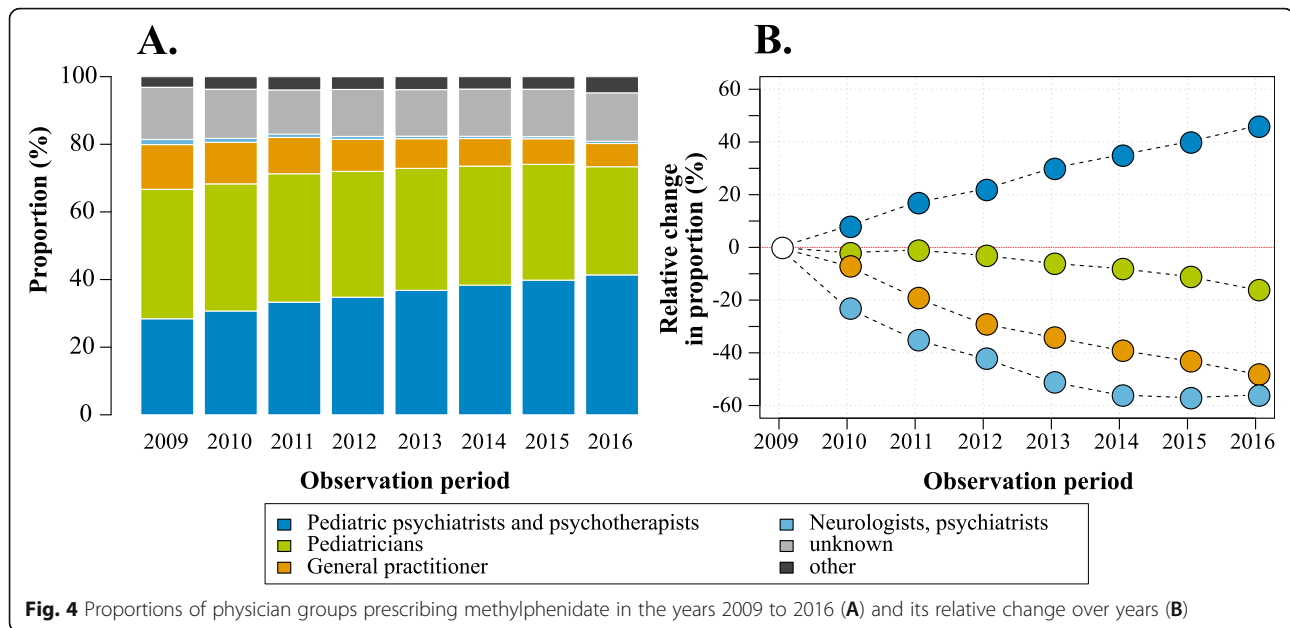 A.
B.
Proportion (%)
100
80
60
40
20
0
2009 2010 2011 2012 2013 2014 2015 2016
Observation period
Relative change
in proportion (%)
60
40
20
0
-20
-40
-60
2009 2010 2011 2012 2013 2014 2015 2016
Observation period
Pediatric psychiatrists and psychotherapists
Pediatricians
General practitioner
Neurologists, psychiatrists
unknown
other
Fig. 4 Proportions of physician groups prescribing methylphenidate in the years 2009 to 2016 (A) and its relative change over years (B)